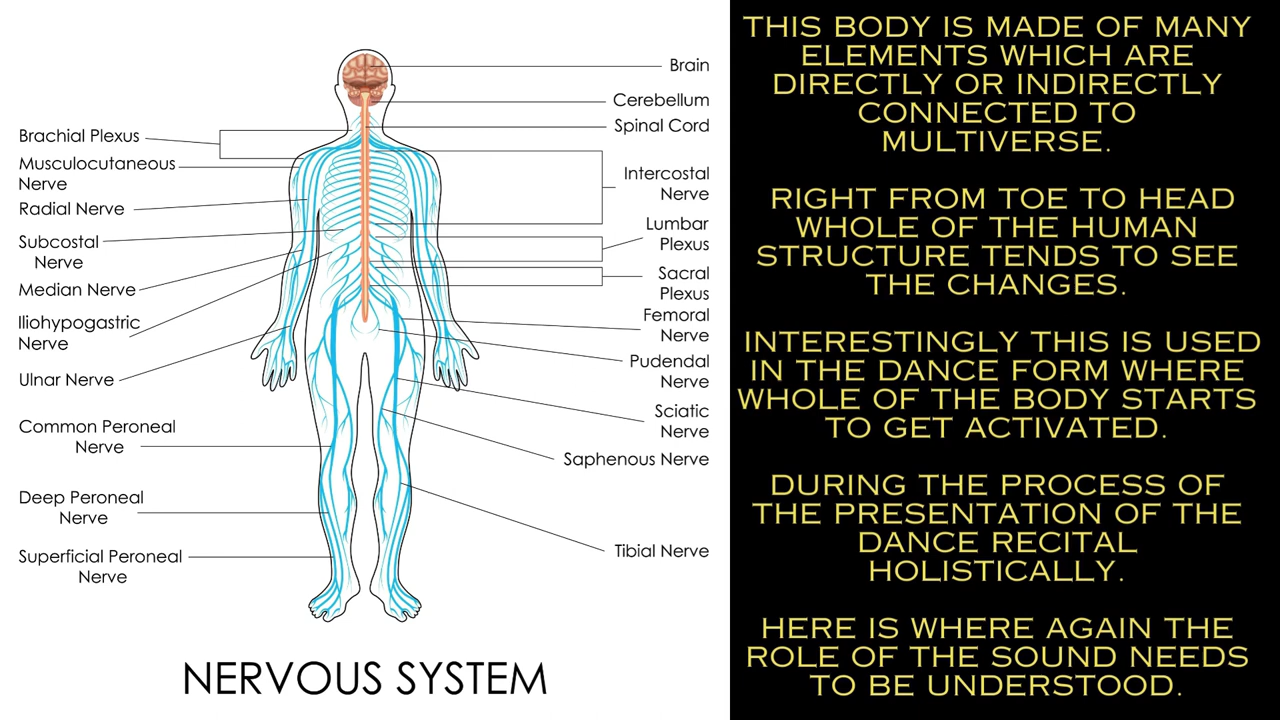 Brain
Cerebellum
Spinal Cord
Intercostal
Nerve
Lumbar
Plexus
Sacral
Plexus
Femoral
Nerve
Pudendal
Nerve
Sciatic
Nerve
Saphenous Nerve
Tibial Nerve
Brachial Plexus
Musculocutaneous
Nerve
Radial Nerve
Subcostal
Nerve
Median Nerve
Iliohypogastric
Nerve
Ulnar Nerve
Common Peroneal
Nerve
Deep Peroneal
Nerve
Superficial Peroneal
Nerve
NERVOUS SYSTEM
THIS BODY IS MADE OF MANY
ELEMENTS WHICH ARE
DIRECTLY OR INDIRECTLY
CONNECTED TO
MULTIVERSE.
RIGHT FROM TOE TO HEAD
WHOLE OF THE HUMAN
STRUCTURE TENDS TO SEE
THE CHANGES.
INTERESTINGLY THIS IS USED
IN THE DANCE FORM WHERE
WHOLE OF THE BODY STARTS
TO GET ACTIVATED.
DURING THE PROCESS OF
THE PRESENTATION OF THE
DANCE RECITAL
HOLISTICALLY.
HERE IS WHERE AGAIN THE
ROLE OF THE SOUND NEEDS
TO BE UNDERSTOOD.